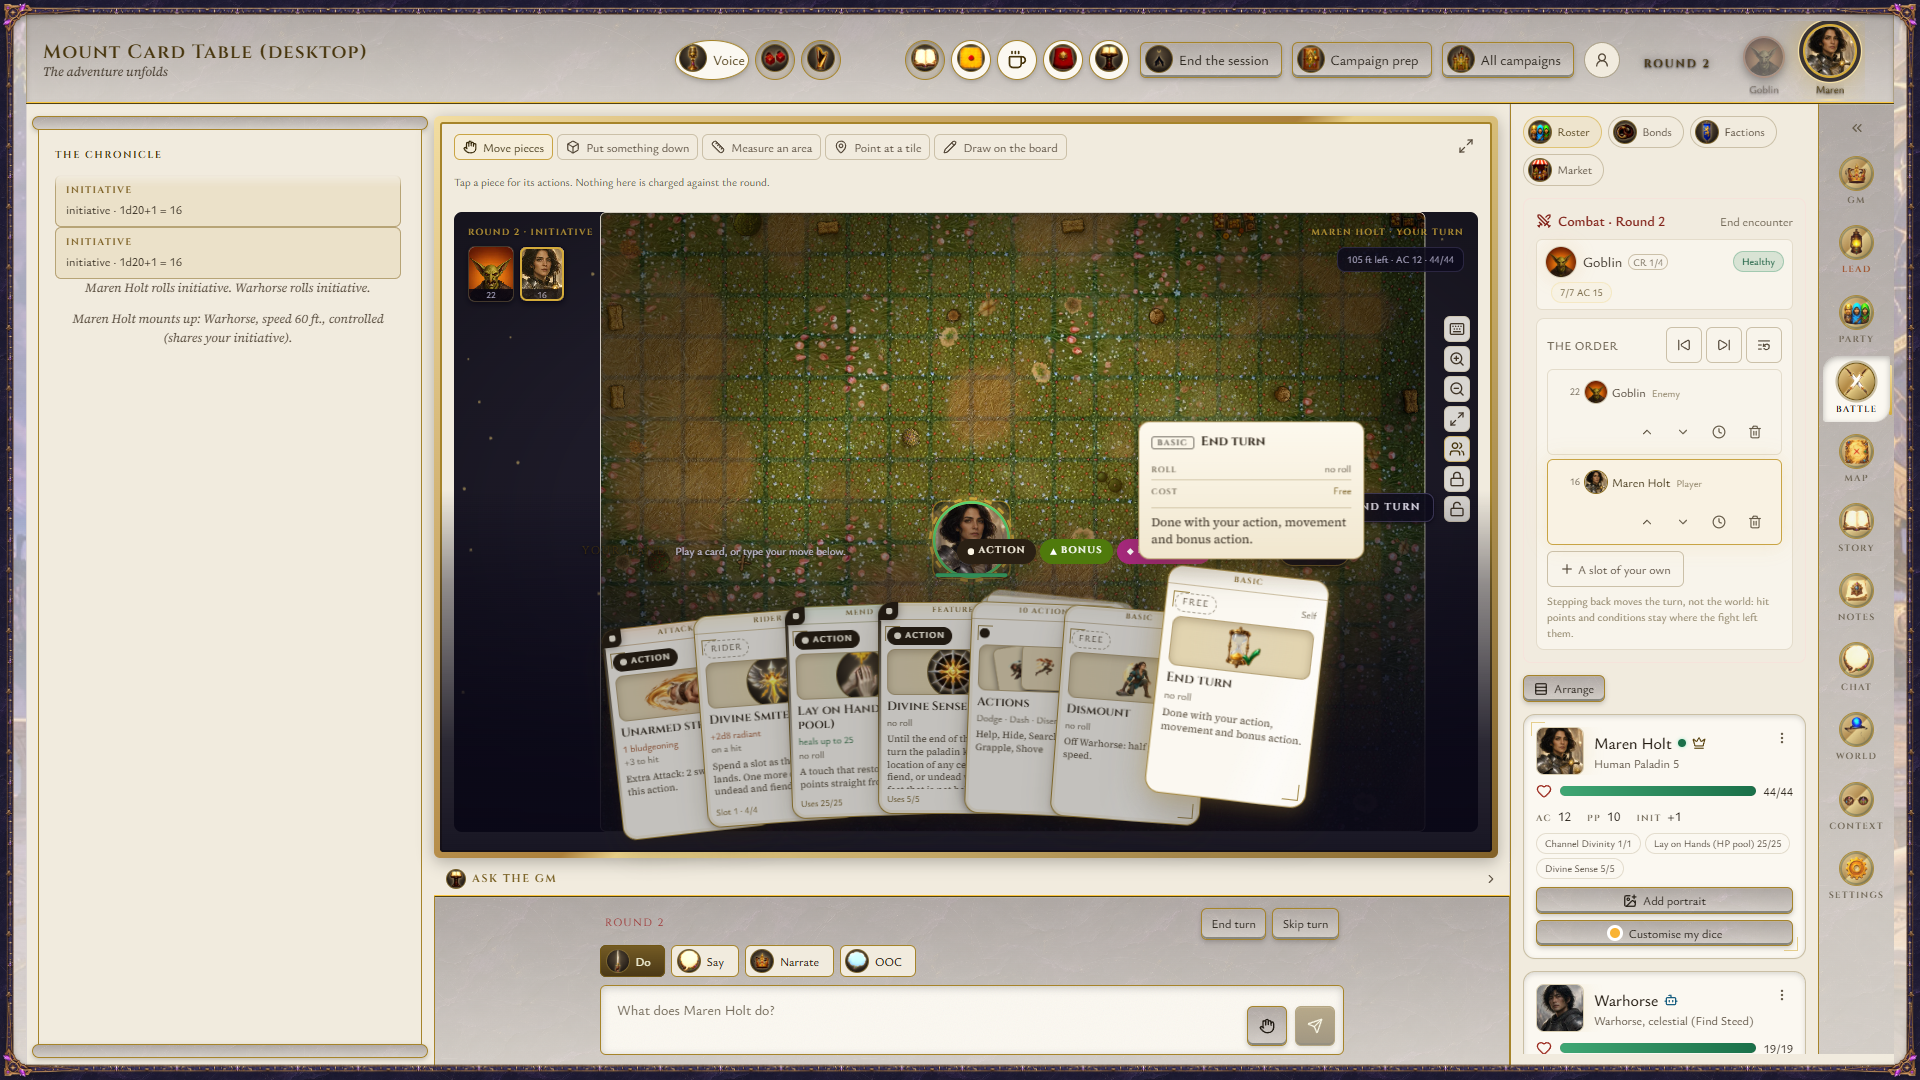 MOUNT CARD TABLE (DESKTOP)
The adventure unfolds
Voice
End the session
Campaign prep
All campaigns
ROUND 2
Goblin
Maren
THE CHRONICLE
INITIATIVE
initiative · 1d20+1 = 16
INITIATIVE
initiative · 1d20+1 = 16
Maren Holt rolls initiative. Warhorse rolls initiative.
Maren Holt mounts up: Warhorse, speed 60 ft., controlled
(shares your initiative).
Move pieces
Put something down
Measure an area
Point at a tile
Draw on the board
Tap a piece for its actions. Nothing here is charged against the round.
ROUND 2 · INITIATIVE
22
16
MAREN HOLT · YOUR TURN
105 ft left · AC 12 · 44/44
BASIC END TURN
ROLL no roll
COST Free
Done with your action, movement
and bonus action.
ND TURN
Play a card, or type your move below.
ACTION
BONUS
ATTACK
ACTION
UNARMED ST
1 bludgeoning
+3 to hit
Extra Attack: 2 sw
this action.
RIDER
RIDER
DIVINE SMITE
+2d8 radiant
on a hit
Spend a slot as th
lands. One more
undead and fiend
Slot 1 · 4/4
MEND
ACTION
LAY ON HAND
POOL)
heals up to 25
no roll
A touch that resto
points straight fr
Uses 25/25
FEATURE
ACTION
DIVINE SENSE
no roll
Until the end of th
turn the paladin k
location of any ce
fiend, or undead
Uses 5/5
10 ACTION
ACTIONS
Dodge · Dash · Disen
Help, Hide, Search
Grapple, Shove
BASIC
FREE
DISMOUNT
no roll
Off Warhorse: half
speed.
BASIC
FREE
Self
END TURN
no roll
Done with your action,
movement and bonus action.
ASK THE GM
ROUND 2
End turn
Skip turn
Do
Say
Narrate
OOC
What does Maren Holt do?
Roster
Bonds
Factions
Market
Combat · Round 2
End encounter
Goblin CR 1/4
Healthy
7/7 AC 15
THE ORDER
22 Goblin Enemy
16 Maren Holt Player
A slot of your own
Stepping back moves the turn, not the world: hit
points and conditions stay where the fight left
them.
Arrange
Maren Holt
Human Paladin 5
44/44
AC 12 PP 10 INIT +1
Channel Divinity 1/1
Lay on Hands (HP pool) 25/25
Divine Sense 5/5
Add portrait
Customise my dice
Warhorse
Warhorse, celestial (Find Steed)
19/19
GM
LEAD
PARTY
BATTLE
MAP
STORY
NOTES
CHAT
WORLD
CONTEXT
SETTINGS